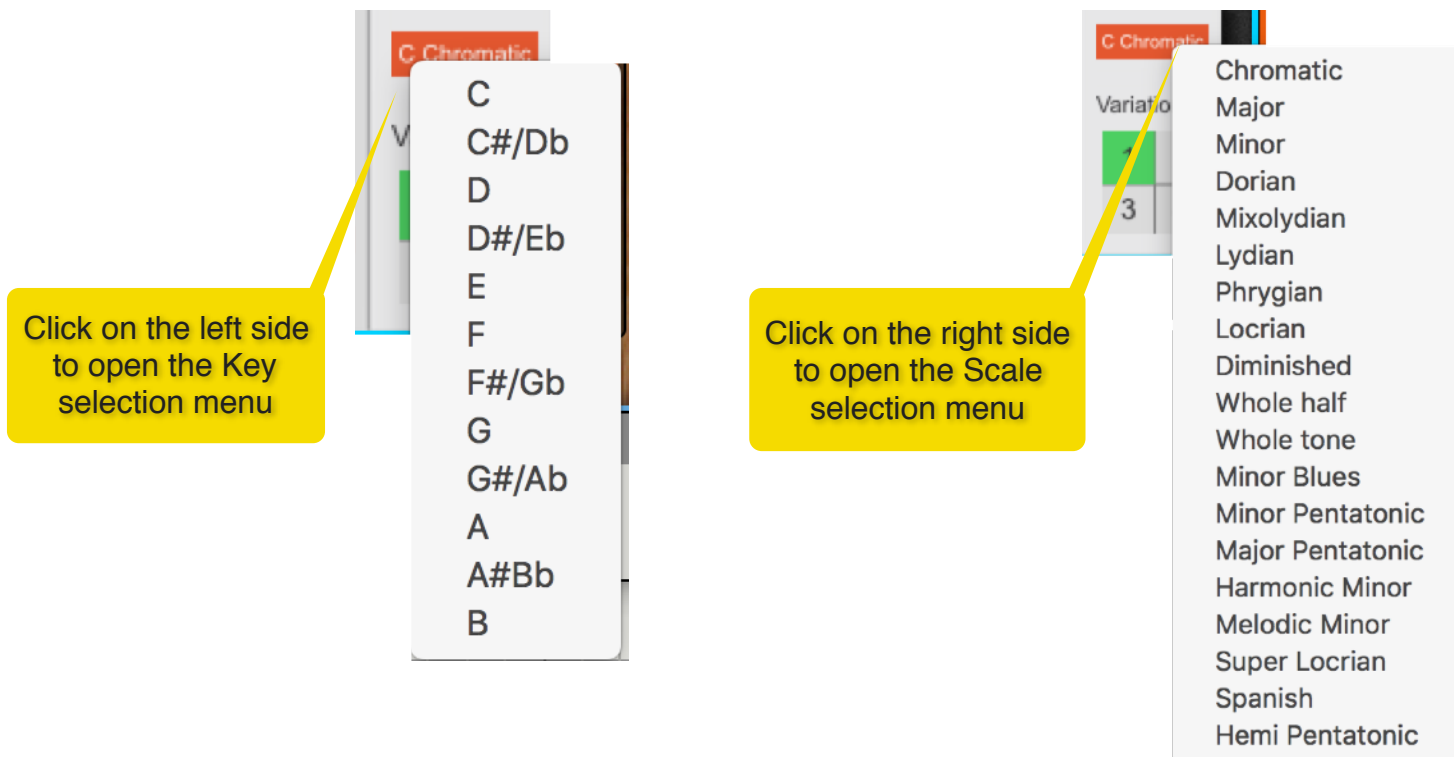 C Chromatic
C
C#/Db
D
D#/Eb
E
F
F#/Gb
G
G#/Ab
A
A#Bb
B
Click on the left side
to open the Key
selection menu
C Chromatic
Variatio
1
3
Click on the right side
to open the Scale
selection menu
Chromatic
Major
Minor
Dorian
Mixolydian
Lydian
Phrygian
Locrian
Diminished
Whole half
Whole tone
Minor Blues
Minor Pentatonic
Major Pentatonic
Harmonic Minor
Melodic Minor
Super Locrian
Spanish
Hemi Pentatonic